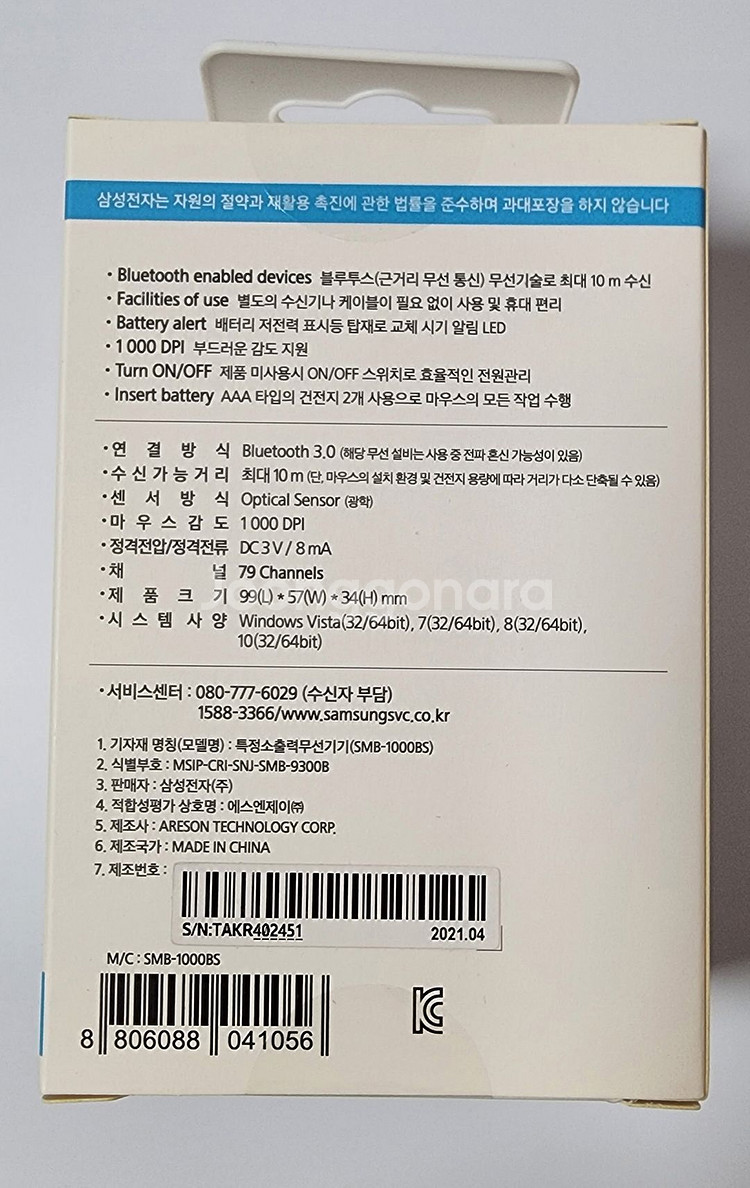 삼성전자는 자원의 절약과 재활용 촉진에 관한 법률을 준수하며 과대포장을 하지 않습니다
· Bluetooth enabled devices 블루투스(근거리 무선 통신) 무선기술로 최대 10 m 수신
· Facilities of use 별도의 수신기나 케이블이 필요 없이 사용 및 휴대 편리
· Battery alert 배터리 저전력 표시등 탑재로 교체 시기 알림 LED
· 1 000 DPI 부드러운 감도 지원
· Turn ON/OFF 제품 미사용시 ON/OFF 스위치로 효율적인 전원관리
· Insert battery AAA 타입의 건전지 2개 사용으로 마우스의 모든 작업 수행
· 연 결 방 식 Bluetooth 3.0 (해당 무선 설비는 사용 중 전파 혼신 가능성이 있음)
· 수신가능거리 최대 10 m (단, 마우스의 설치 환경 및 건전지 용량에 따라 거리가 다소 단축될 수 있음)
· 센 서 방 식 Optical Sensor (광학)
· 마 우 스 감 도 1 000 DPI
· 정격전압/정격전류 DC 3 V / 8 mA
· 채 널 79 Channels
· 제 품 크 기 99(L) * 57(W) * 34(H) mm
Joonggonara
· 시 스 템 사 양 Windows Vista(32/64bit), 7(32/64bit), 8(32/64bit),
10(32/64bit)
· 서비스센터 : 080-777-6029 (수신자 부담)
1588-3366/www.samsungsvc.co.kr
1. 기자재 명칭(모델명) : 특정소출력무선기기(SMB-1000BS)
2. 식별부호 : MSIP-CRI-SNJ-SMB-9300B
3. 판매자 : 삼성전자(주)
4. 적합성평가 상호명 : 에스엔제이㈜
5. 제조사 : ARESON TECHNOLOGY CORP.
6. 제조국가 : MADE IN CHINA
7. 제조번호 :
S/N:TAKR402451 2021.04
M/C : SMB-1000BS
8 806088 041056
KC